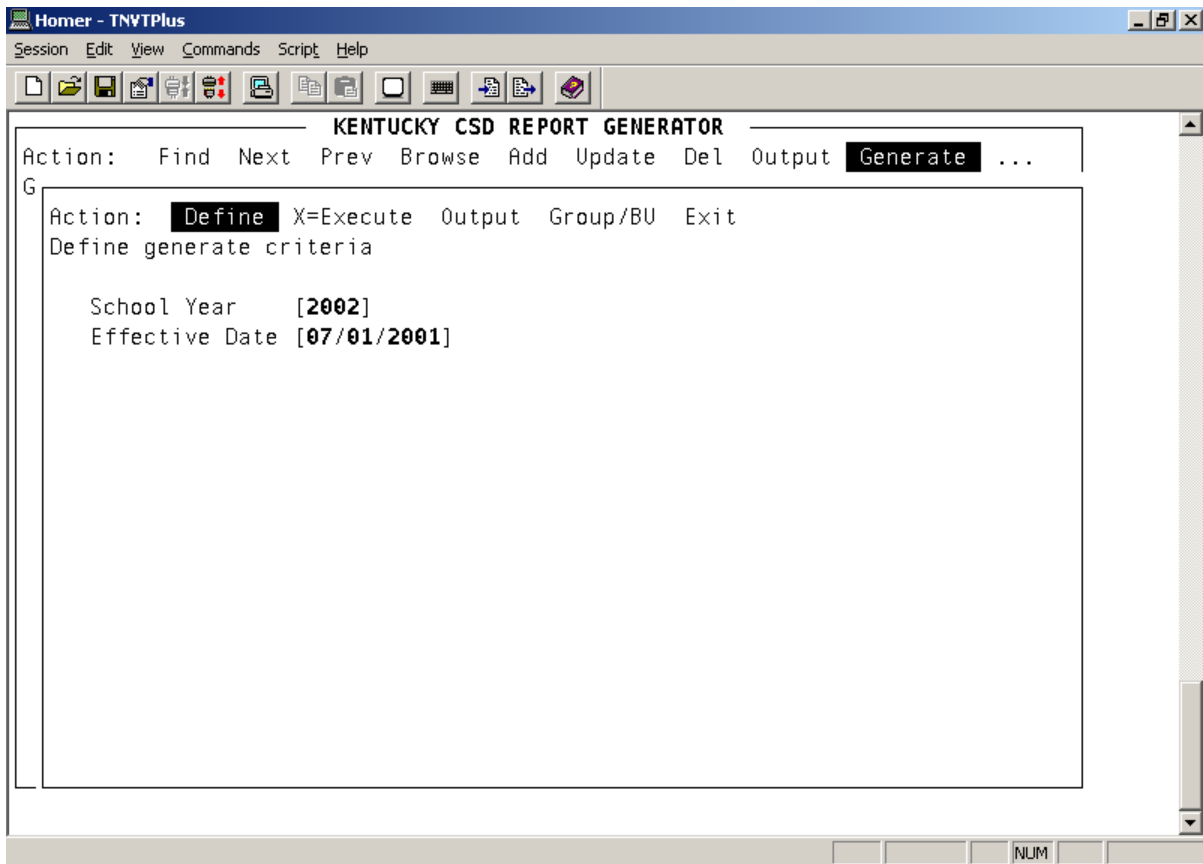 Homer - TNVTPlus
Session Edit View Commands Script Help
KENTUCKY CSD REPORT GENERATOR
Action: Find Next Prev Browse Add Update Del Output Generate ...
G
Action: Define X=Execute Output Group/BU Exit
Define generate criteria
School Year [2002]
Effective Date [07/01/2001]
NUM